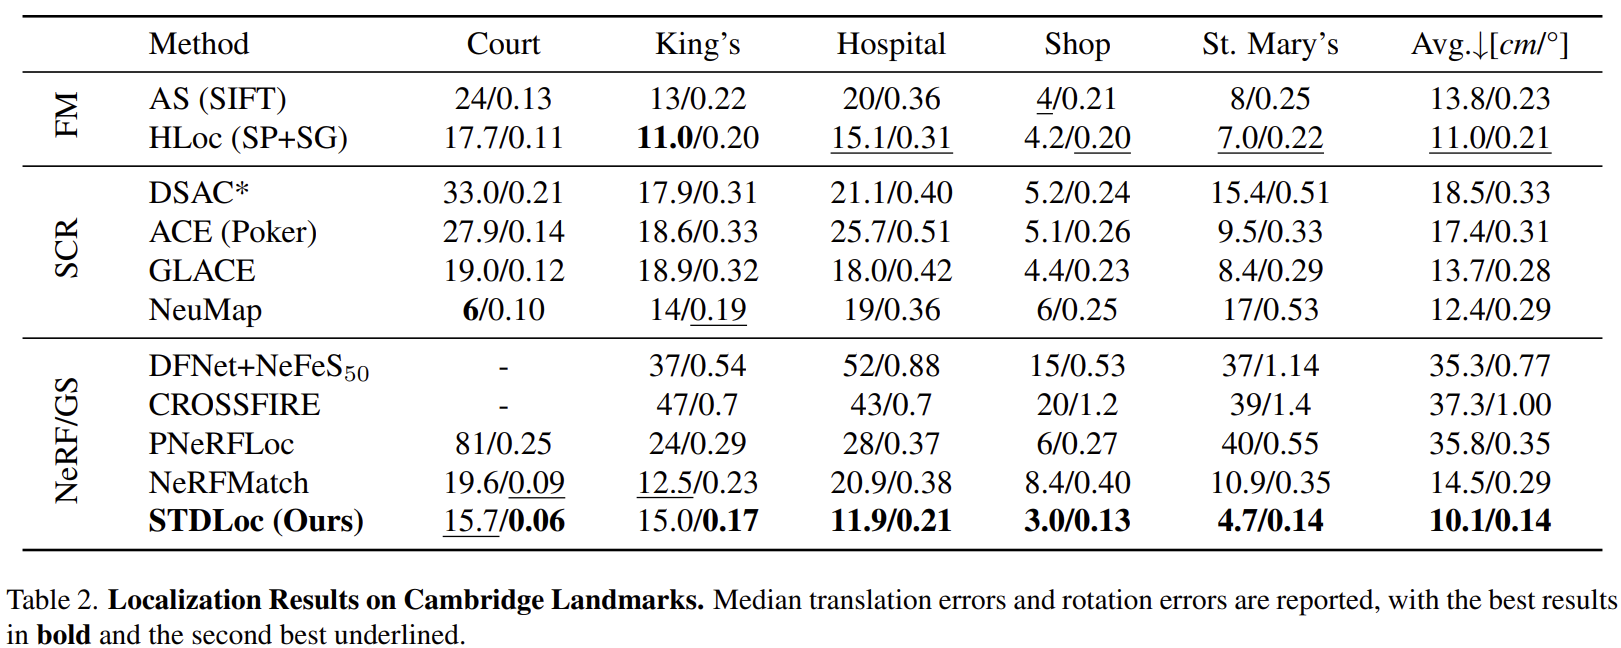 Method Court King's Hospital Shop St. Mary's Avg.↓[cm/°]
FM
AS (SIFT) 24/0.13 13/0.22 20/0.36 4/0.21 8/0.25 13.8/0.23
HLoc (SP+SG) 17.7/0.11 11.0/0.20 15.1/0.31 4.2/0.20 7.0/0.22 11.0/0.21
SCR
DSAC* 33.0/0.21 17.9/0.31 21.1/0.40 5.2/0.24 15.4/0.51 18.5/0.33
ACE (Poker) 27.9/0.14 18.6/0.33 25.7/0.51 5.1/0.26 9.5/0.33 17.4/0.31
GLACE 19.0/0.12 18.9/0.32 18.0/0.42 4.4/0.23 8.4/0.29 13.7/0.28
NeuMap 6/0.10 14/0.19 19/0.36 6/0.25 17/0.53 12.4/0.29
NeRF/GS
DFNet+NeFeS50 - 37/0.54 52/0.88 15/0.53 37/1.14 35.3/0.77
CROSSFIRE - 47/0.7 43/0.7 20/1.2 39/1.4 37.3/1.00
PNeRFLoc 81/0.25 24/0.29 28/0.37 6/0.27 40/0.55 35.8/0.35
NeRFMatch 19.6/0.09 12.5/0.23 20.9/0.38 8.4/0.40 10.9/0.35 14.5/0.29
STDLoc (Ours) 15.7/0.06 15.0/0.17 11.9/0.21 3.0/0.13 4.7/0.14 10.1/0.14
Table 2. Localization Results on Cambridge Landmarks. Median translation errors and rotation errors are reported, with the best results
in bold and the second best underlined.